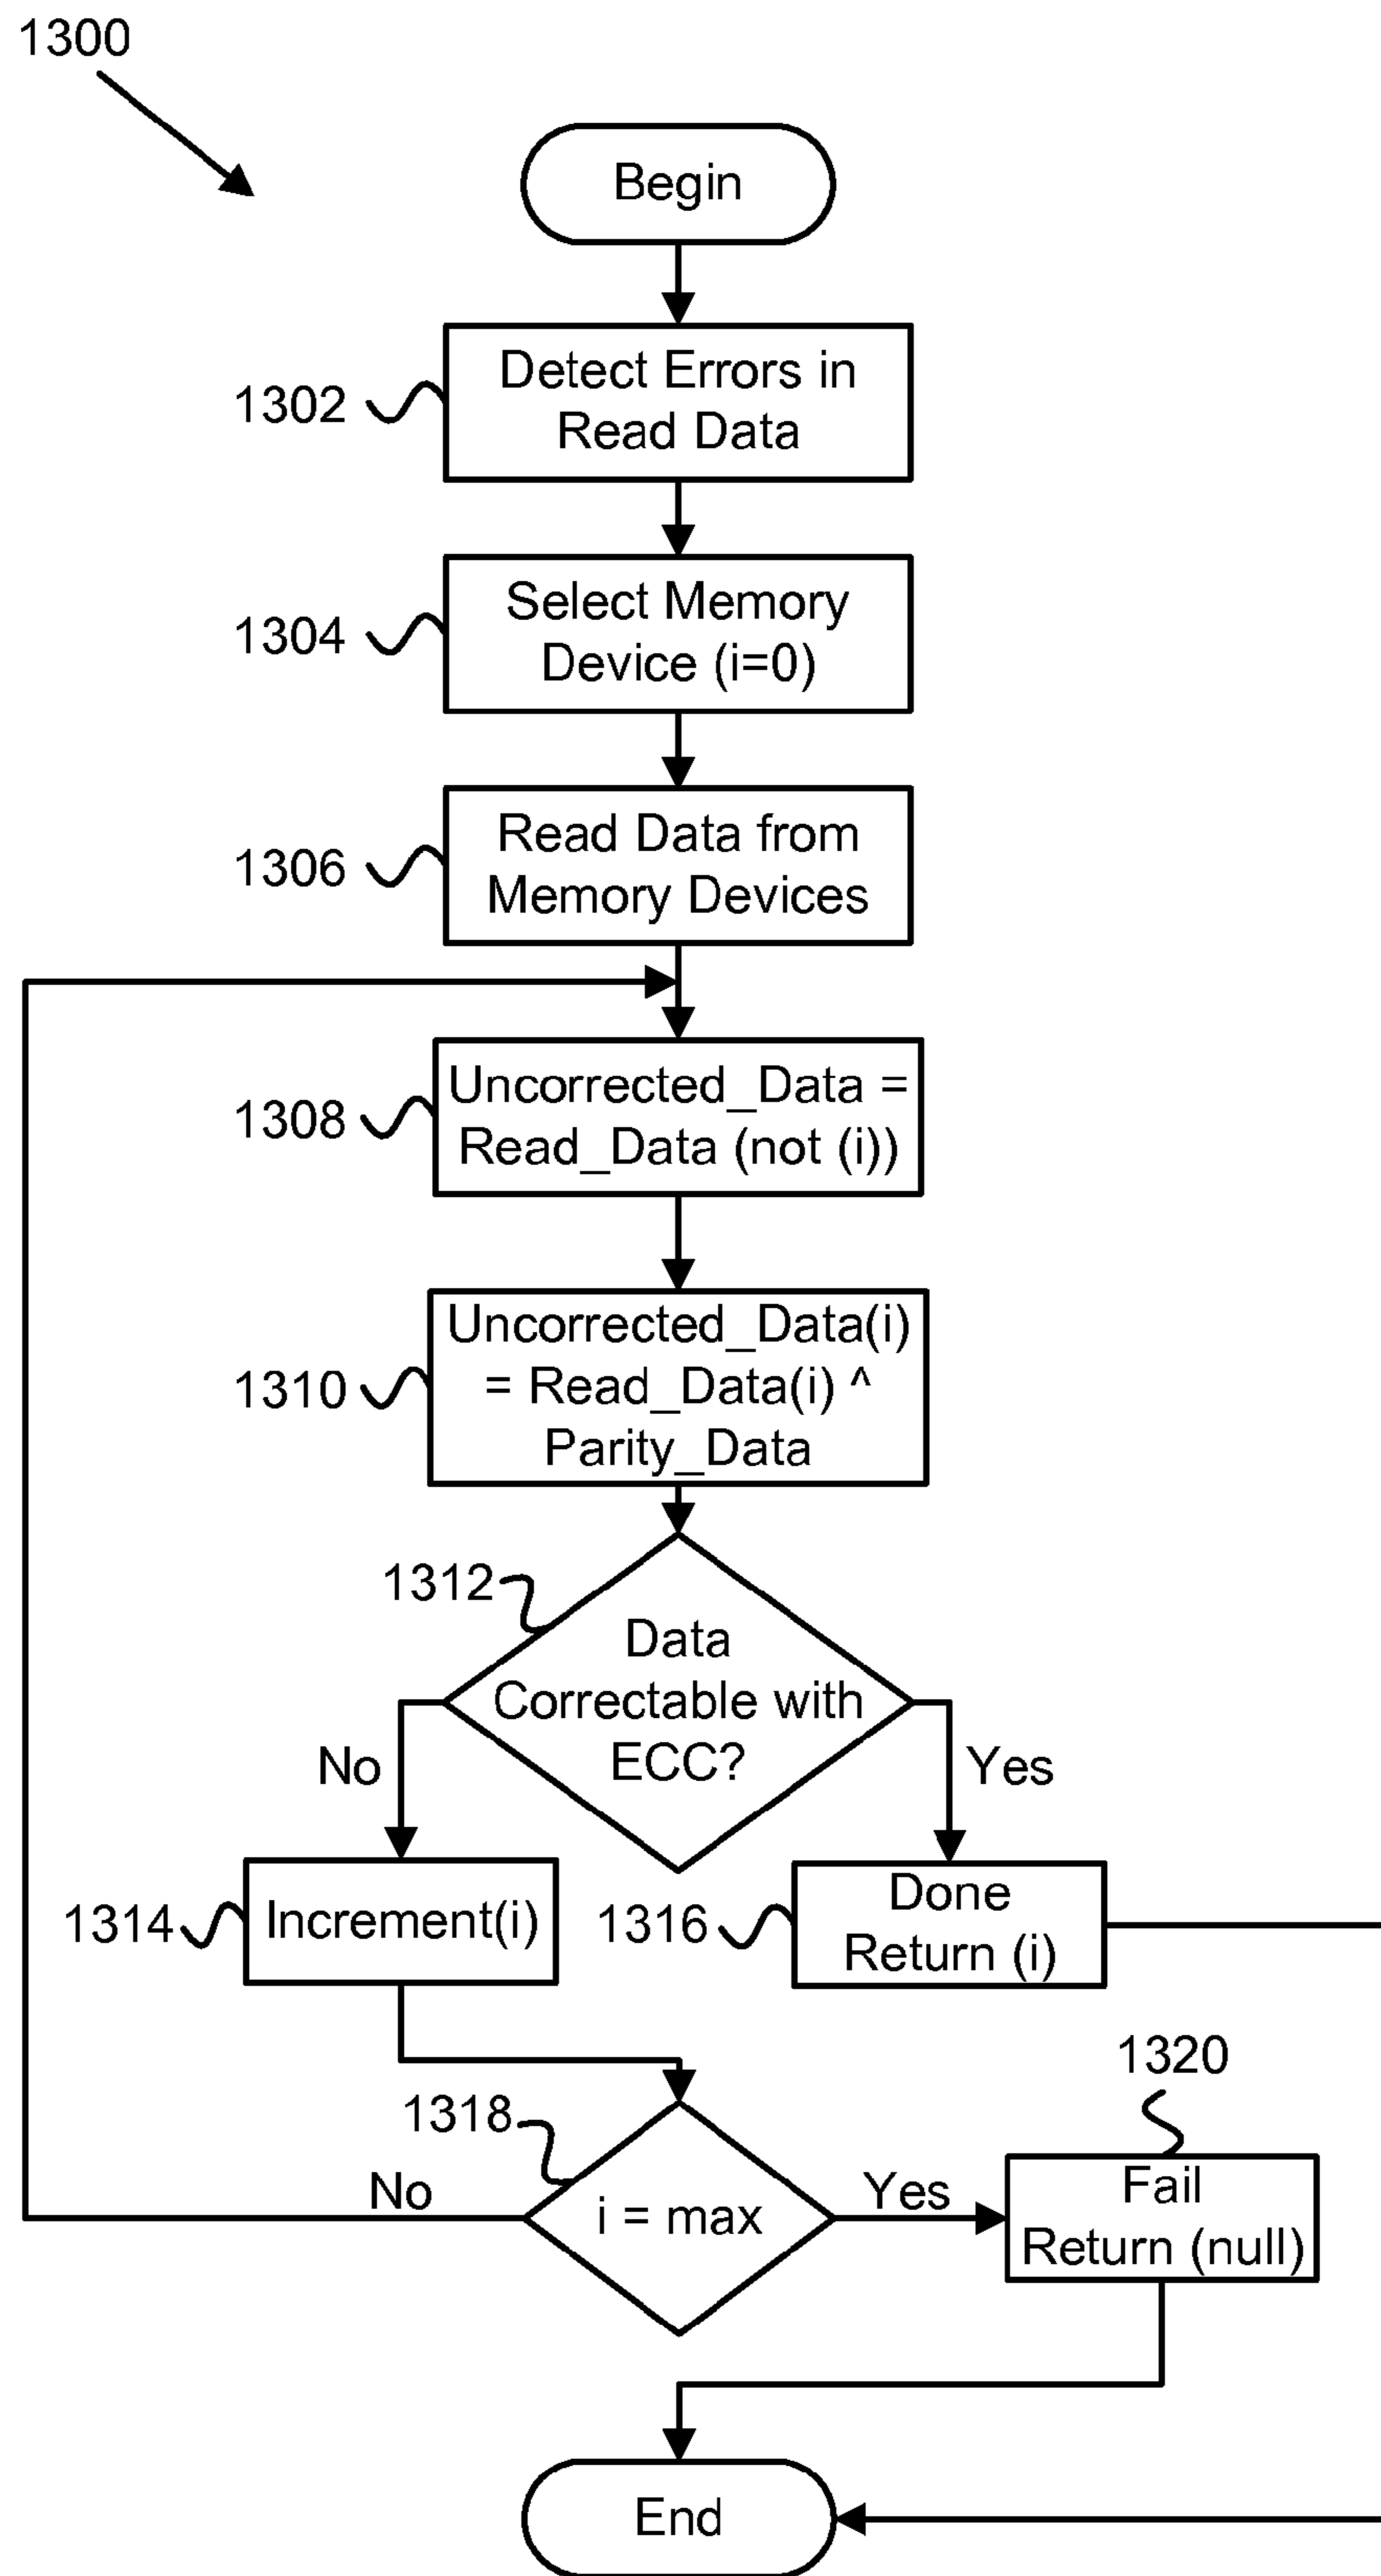 1300
Begin
1302
Detect Errors in
Read Data
1304
Select Memory
Device (i=0)
1306
Read Data from
Memory Devices
1308
Uncorrected_Data =
Read_Data (not (i))
1310
Uncorrected_Data(i)
= Read_Data(i) ^
Parity_Data
1312
Data
Correctable with
ECC?
No
Yes
1314
Increment(i)
1316
Done
Return (i)
1318
i = max
No
Yes
1320
Fail
Return (null)
End